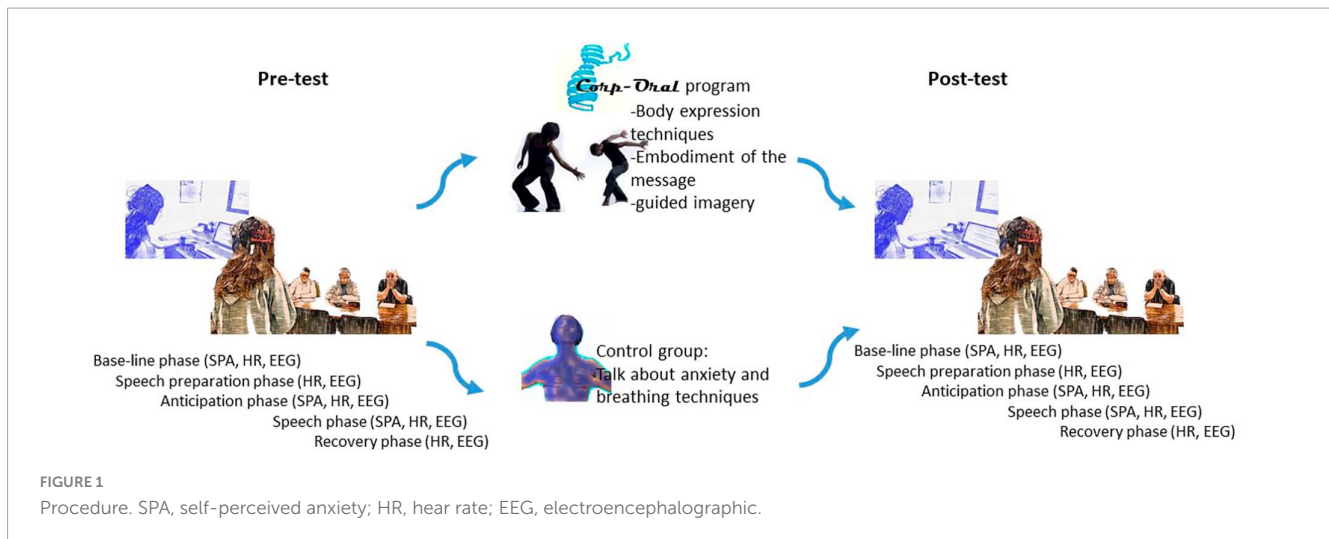 Pre-test
Corp-Oral program
-Body expression
techniques
-Embodiment of the
message
-guided imagery
Post-test
Control group:
-Talk about anxiety and
breathing techniques
Base-line phase (SPA, HR, EEG)
Speech preparation phase (HR, EEG)
Anticipation phase (SPA, HR, EEG)
Speech phase (SPA, HR, EEG)
Recovery phase (HR, EEG)
Base-line phase (SPA, HR, EEG)
Speech preparation phase (HR, EEG)
Anticipation phase (SPA, HR, EEG)
Speech phase (SPA, HR, EEG)
Recovery phase (HR, EEG)
FIGURE 1
Procedure. SPA, self-perceived anxiety; HR, hear rate; EEG, electroencephalographic.